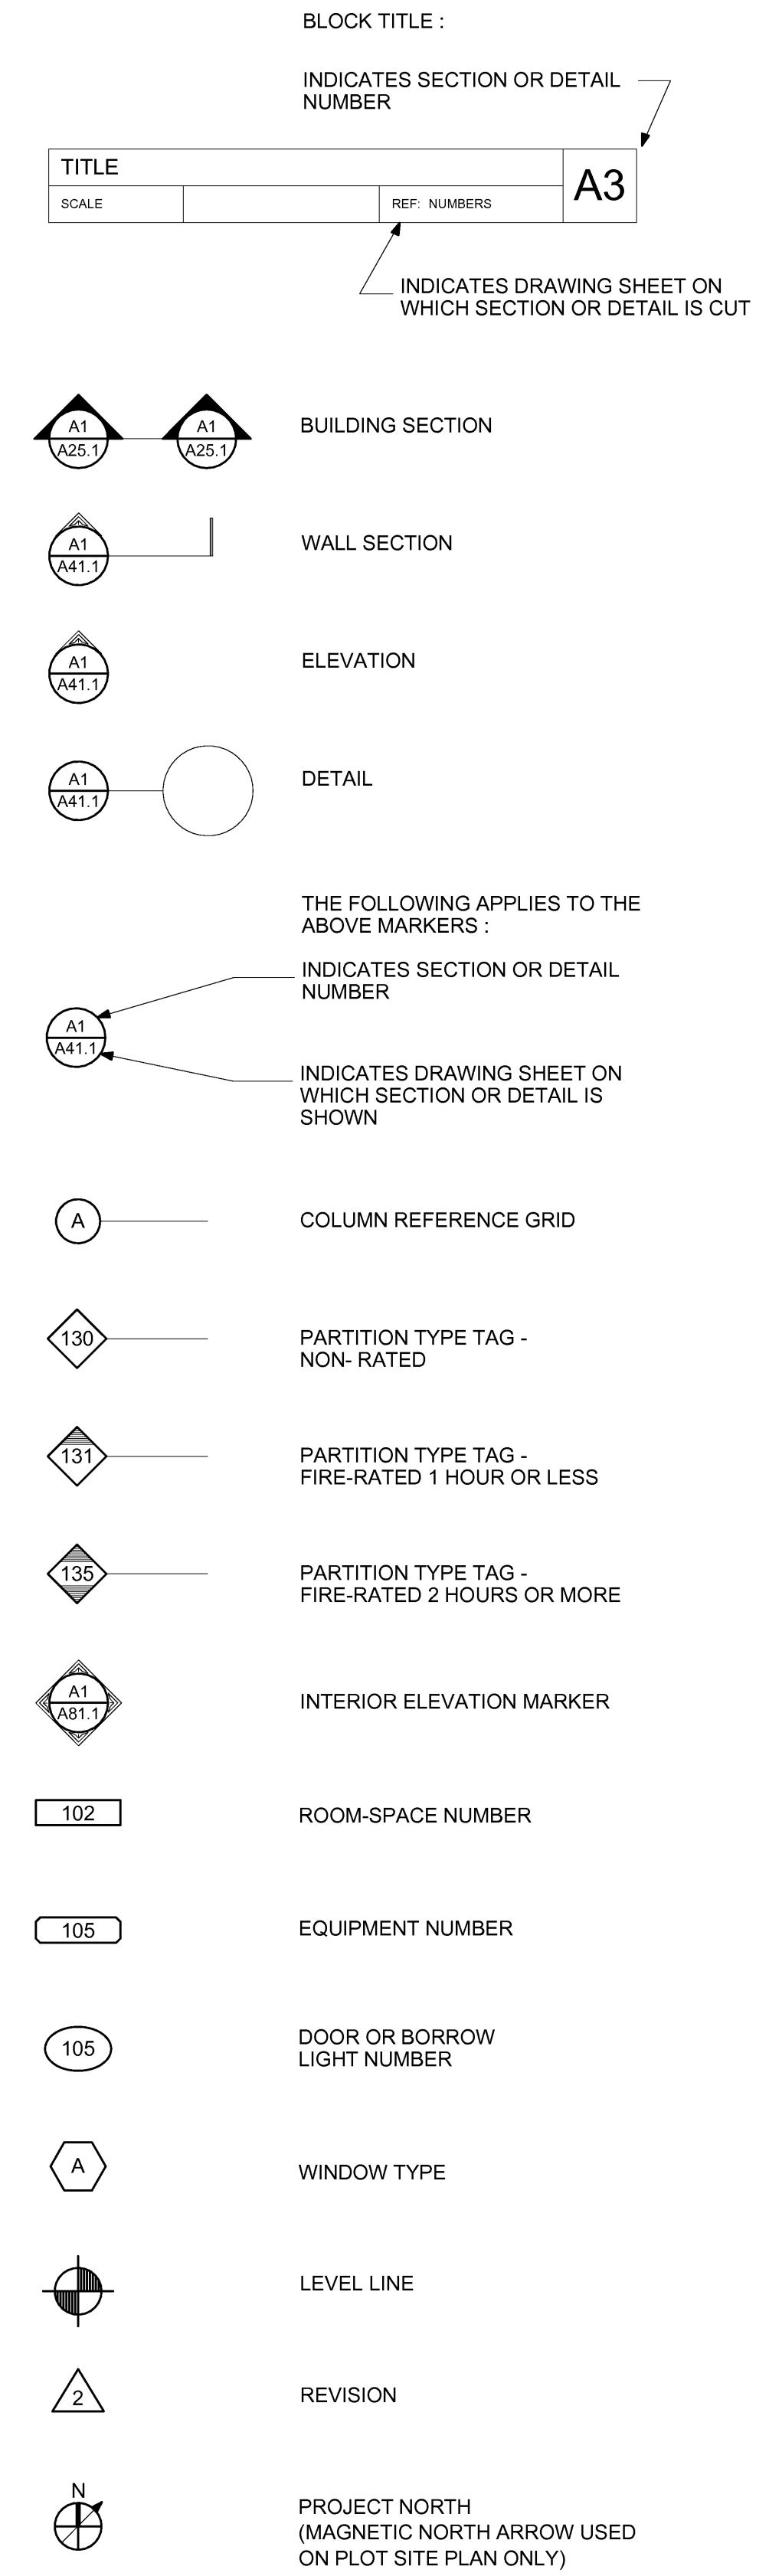 BLOCK TITLE :
INDICATES SECTION OR DETAIL
NUMBER
TITLE
A3
SCALE
REF: NUMBERS
INDICATES DRAWING SHEET ON
WHICH SECTION OR DETAIL IS CUT
A1
A25.1
A1
A25.1
BUILDING SECTION
A1
A41.1
WALL SECTION
A1
A41.1
ELEVATION
A1
A41.1
DETAIL
THE FOLLOWING APPLIES TO THE
ABOVE MARKERS :
INDICATES SECTION OR DETAIL
NUMBER
A1
A41.1
INDICATES DRAWING SHEET ON
WHICH SECTION OR DETAIL IS
SHOWN
A
COLUMN REFERENCE GRID
130
PARTITION TYPE TAG -
NON- RATED
131
PARTITION TYPE TAG -
FIRE-RATED 1 HOUR OR LESS
135
PARTITION TYPE TAG -
FIRE-RATED 2 HOURS OR MORE
A1
A81.1
INTERIOR ELEVATION MARKER
102
ROOM-SPACE NUMBER
105
EQUIPMENT NUMBER
105
DOOR OR BORROW
LIGHT NUMBER
A
WINDOW TYPE
LEVEL LINE
2
REVISION
N
PROJECT NORTH
(MAGNETIC NORTH ARROW USED
ON PLOT SITE PLAN ONLY)